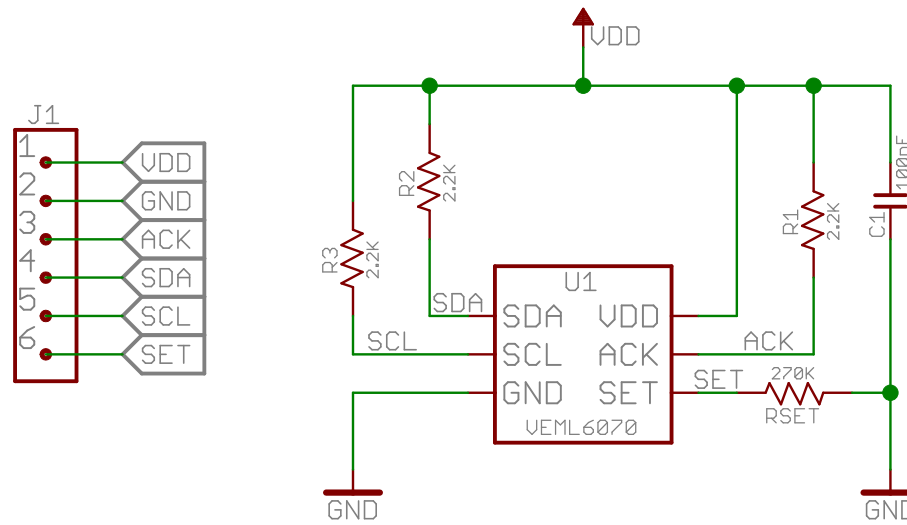 J1
1 VDD
2 GND
3 ACK
4 SDA
5 SCL
6 SET
VDD
R3
2.2K
R2
2.2K
R1
2.2K
C1
100nF
U1
SDA
SCL
SDA VDD
SCL ACK
GND SET
VEML6070
ACK
SET
270K
RSET
GND
GND